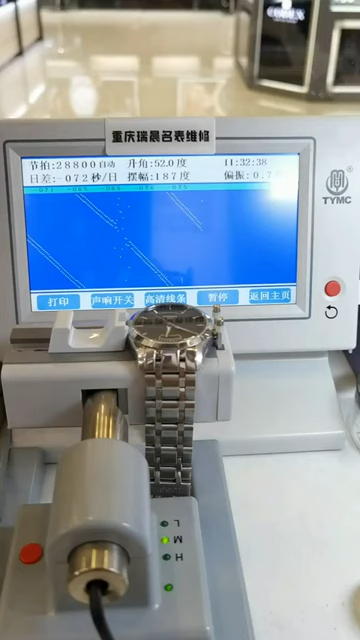 重庆瑞晨名表维修
节拍:28800自动 升角:52.0度 11:32:38
日差:-072秒/日 摆幅:187度 偏振:0.7
打印 声响开关 高清线条 暂停 返回主页
TYMC
L
M
H